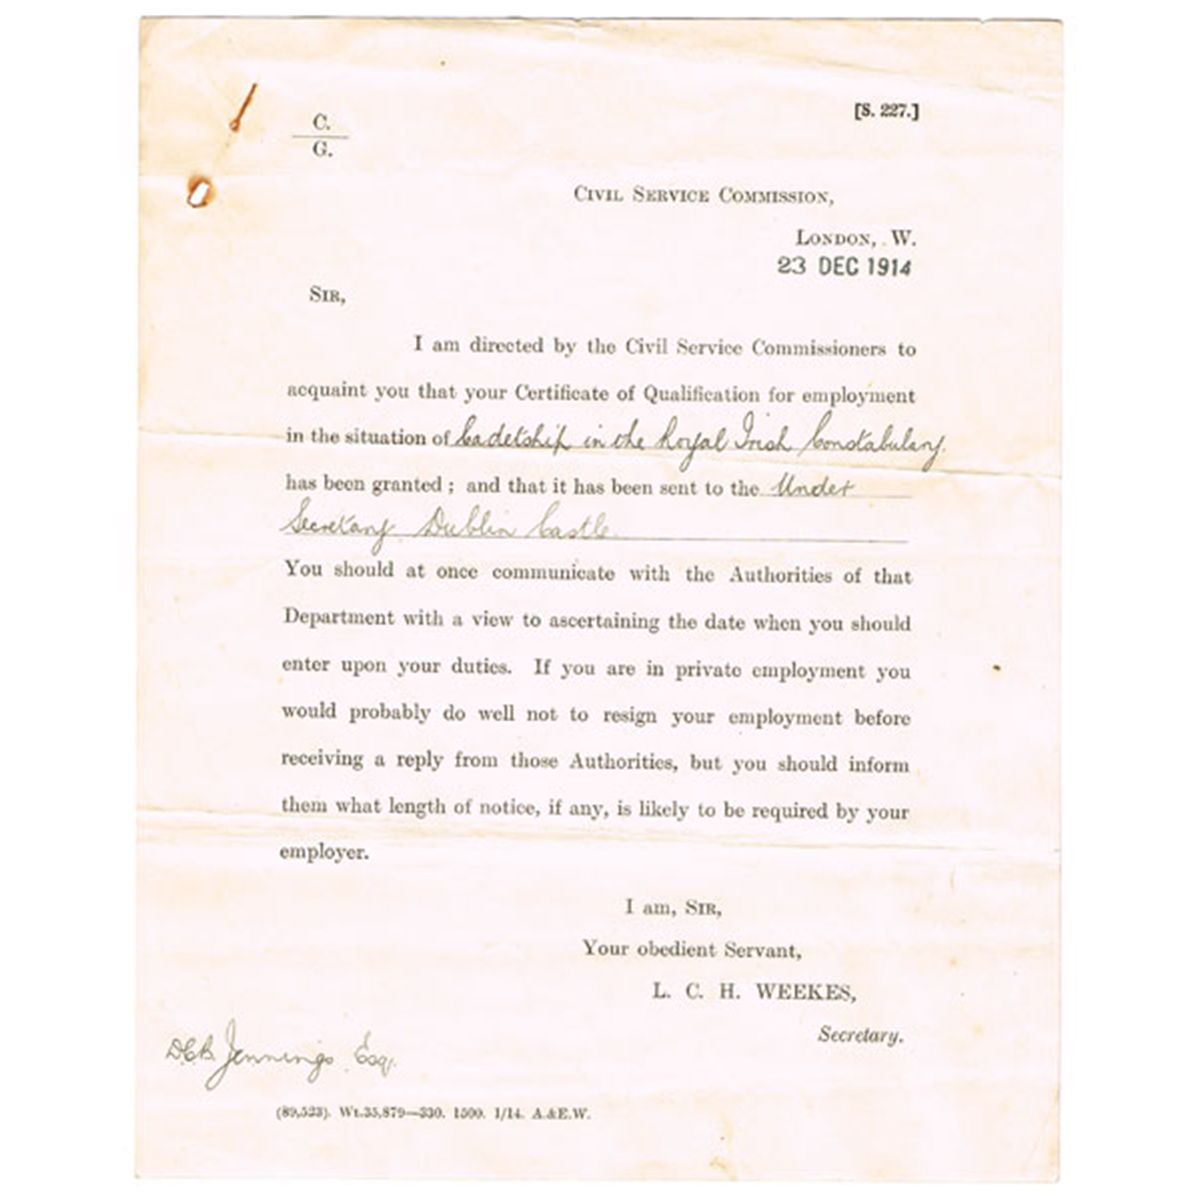 [S. 227.]
C.
G.
CIVIL SERVICE COMMISSION,
LONDON, W.
23 DEC 1914
SIR,
I am directed by the Civil Service Commissioners to
acquaint you that your Certificate of Qualification for employment
in the situation of Cadetship in the Royal Irish Constabulary.
has been granted; and that it has been sent to the Under
Secretary Dublin Castle
You should at once communicate with the Authorities of that
Department with a view to ascertaining the date when you should
enter upon your duties. If you are in private employment you
would probably do well not to resign your employment before
receiving a reply from those Authorities, but you should inform
them what length of notice, if any, is likely to be required by your
employer.
I am, SIR,
Your obedient Servant,
L. C. H. WEEKES,
Secretary.
D.C.B. Jennings Esq.
(89,523). Wt.35,879—330. 1500. 1/14. A.&E.W.